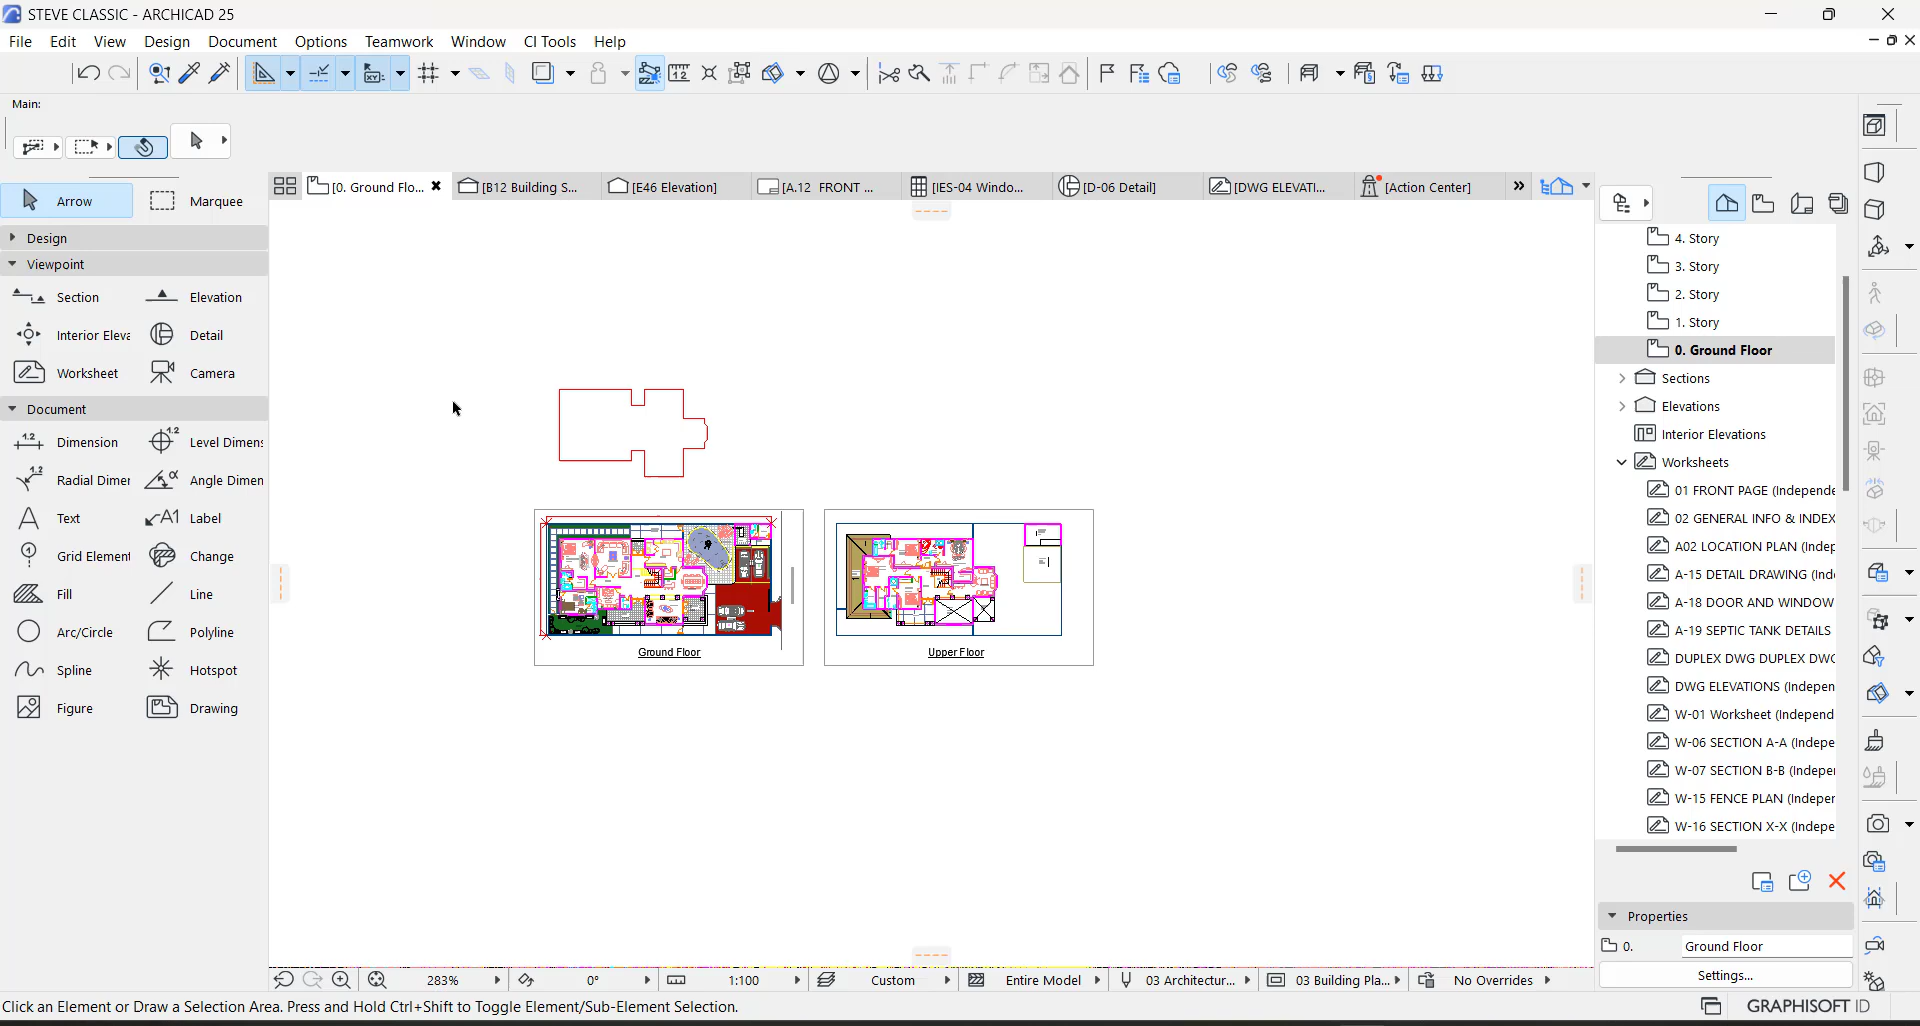 STEVE CLASSIC - ARCHICAD 25
File Edit View Design Document Options Teamwork Window CI Tools Help
Main:
[0. Ground Flo... [B12 Building S... [E46 Elevation] [A.12 FRONT ... [IES-04 Windo... [D-06 Detail] [DWG ELEVATI... [Action Center]
Arrow Marquee
Design
Viewpoint
Section Elevation
Interior Eleva Detail
Worksheet Camera
Document
Dimension Level Dimens
Radial Dimer Angle Dimen
Text Label
Grid Element Change
Fill Line
Arc/Circle Polyline
Spline Hotspot
Figure Drawing
Ground Floor
Upper Floor
4. Story
3. Story
2. Story
1. Story
0. Ground Floor
Sections
Elevations
Interior Elevations
Worksheets
01 FRONT PAGE (Independe
02 GENERAL INFO & INDEX
A02 LOCATION PLAN (Indep
A-15 DETAIL DRAWING (Ind
A-18 DOOR AND WINDOW
A-19 SEPTIC TANK DETAILS
DUPLEX DWG DUPLEX DWG
DWG ELEVATIONS (Indepen
W-01 Worksheet (Independ
W-06 SECTION A-A (Indepe
W-07 SECTION B-B (Indeper
W-15 FENCE PLAN (Indeper
W-16 SECTION X-X (Indepe
Properties
0. Ground Floor
Settings...
283% 0° 1:100 Custom Entire Model 03 Architectur... 03 Building Pla... No Overrides
Click an Element or Draw a Selection Area. Press and Hold Ctrl+Shift to Toggle Element/Sub-Element Selection.
GRAPHISOFT ID